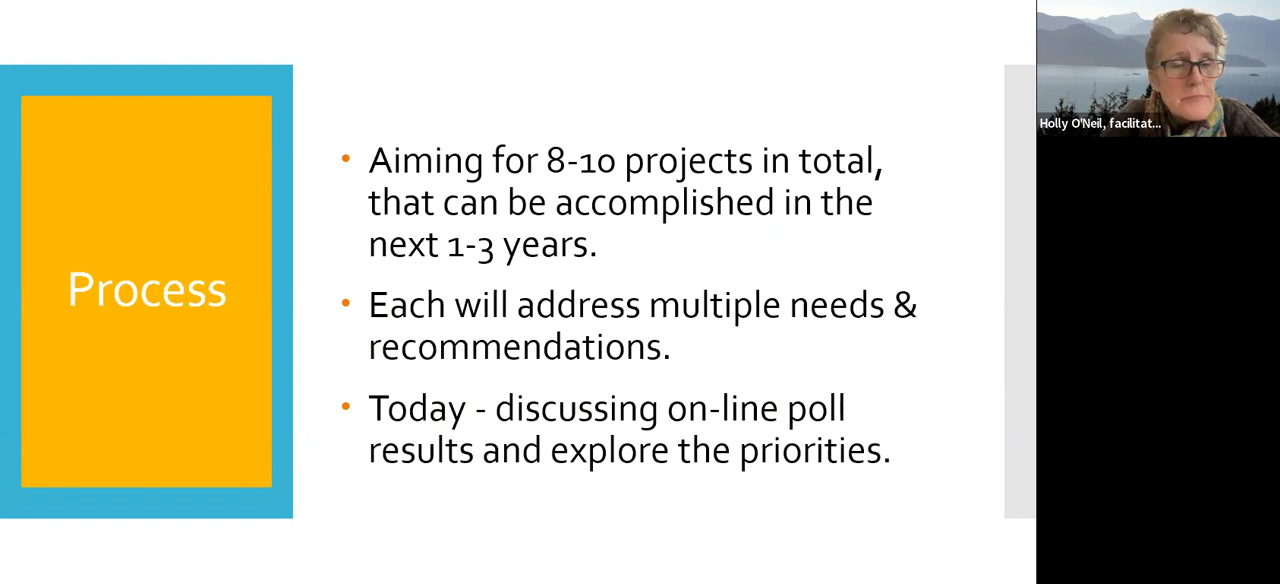 Process
• Aiming for 8-10 projects in total,
that can be accomplished in the
next 1-3 years.
• Each will address multiple needs &
recommendations.
• Today - discussing on-line poll
results and explore the priorities.
Holly O'Neil, facilitat...